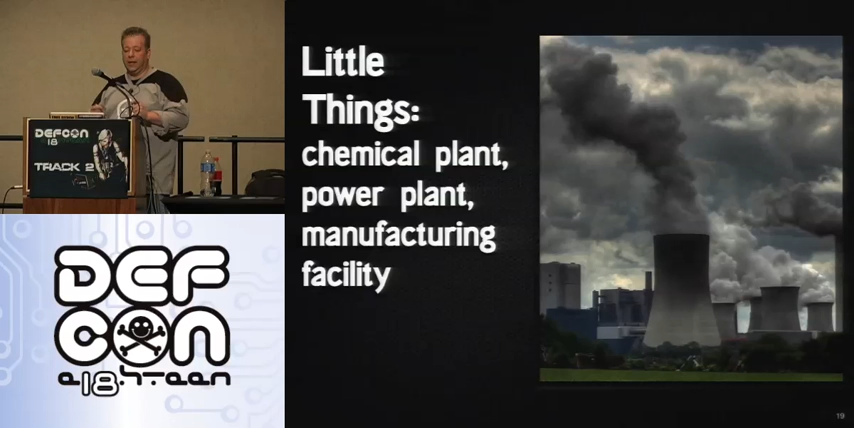 DEFCON
18
TRACK 2
DEF
CON
e18hteen
Little
Things:
chemical plant,
power plant,
manufacturing
facility
19